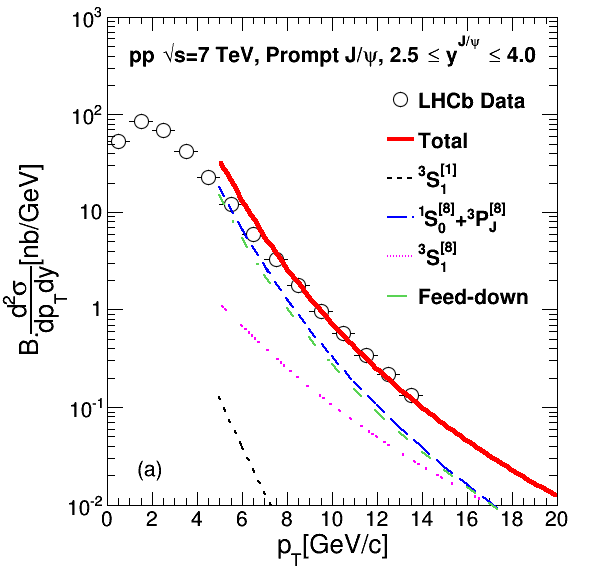 pp √s=7 TeV, Prompt J/ψ, 2.5 ≤ y^{J/ψ} ≤ 4.0
LHCb Data
Total
³S₁^{[1]}
¹S₀^{[8]}+³P_J^{[8]}
³S₁^{[8]}
Feed-down
(a)
B.d²σ/dp_Tdy[nb/GeV]
10³
10²
10
1
10⁻¹
10⁻²
0 2 4 6 8 10 12 14 16 18 20
p_T[GeV/c]